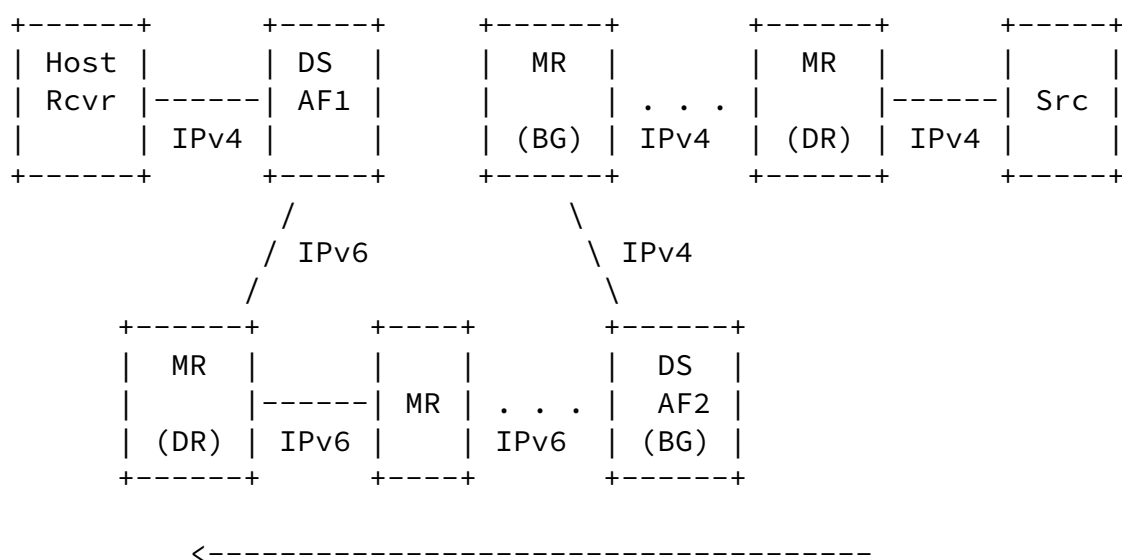 Host DS MR MR
Rcvr AF1 . . . Src
IPv4 (BG) IPv4 (DR) IPv4
IPv6 IPv4
MR DS
MR . . . AF2
(DR) IPv6 IPv6 (BG)